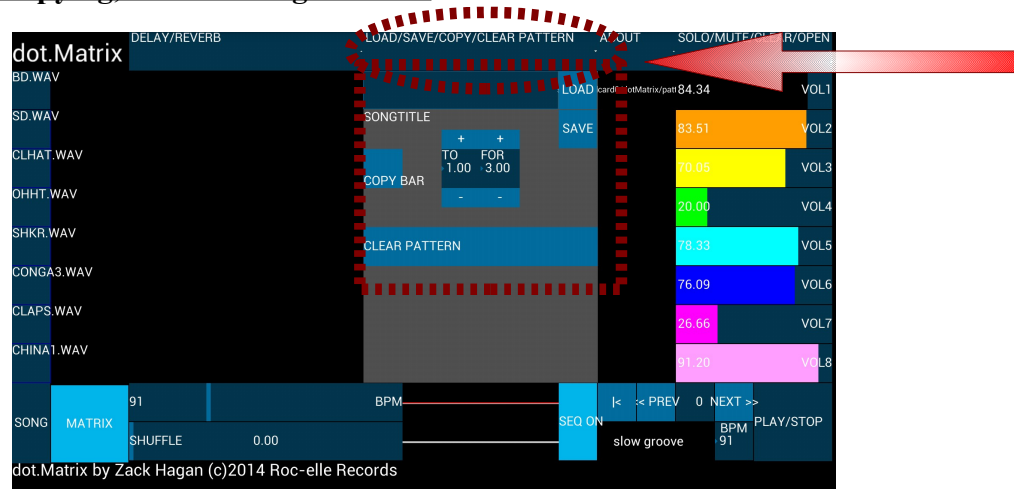 dot.Matrix
DELAY/REVERB
LOAD/SAVE/COPY/CLEAR PATTERN
ABOUT
SOLO/MUTE/CLEAR/OPEN
BD.WAV
LOAD
84.34
VOL1
SD.WAV
SONGTITLE
SAVE
83.51
VOL2
CLHAT.WAV
+ +
TO FOR
1.00 3.00
COPY BAR
- -
70.05
VOL3
OHHT.WAV
20.00
VOL4
SHKR.WAV
CLEAR PATTERN
78.33
VOL5
CONGA3.WAV
76.09
VOL6
CLAPS.WAV
26.66
VOL7
CHINA1.WAV
91.20
VOL8
SONG
MATRIX
91 BPM
SHUFFLE 0.00
SEQ ON
|< << PREV 0 NEXT >>
slow groove
BPM
91
PLAY/STOP
dot.Matrix by Zack Hagan (c)2014 Roc-elle Records